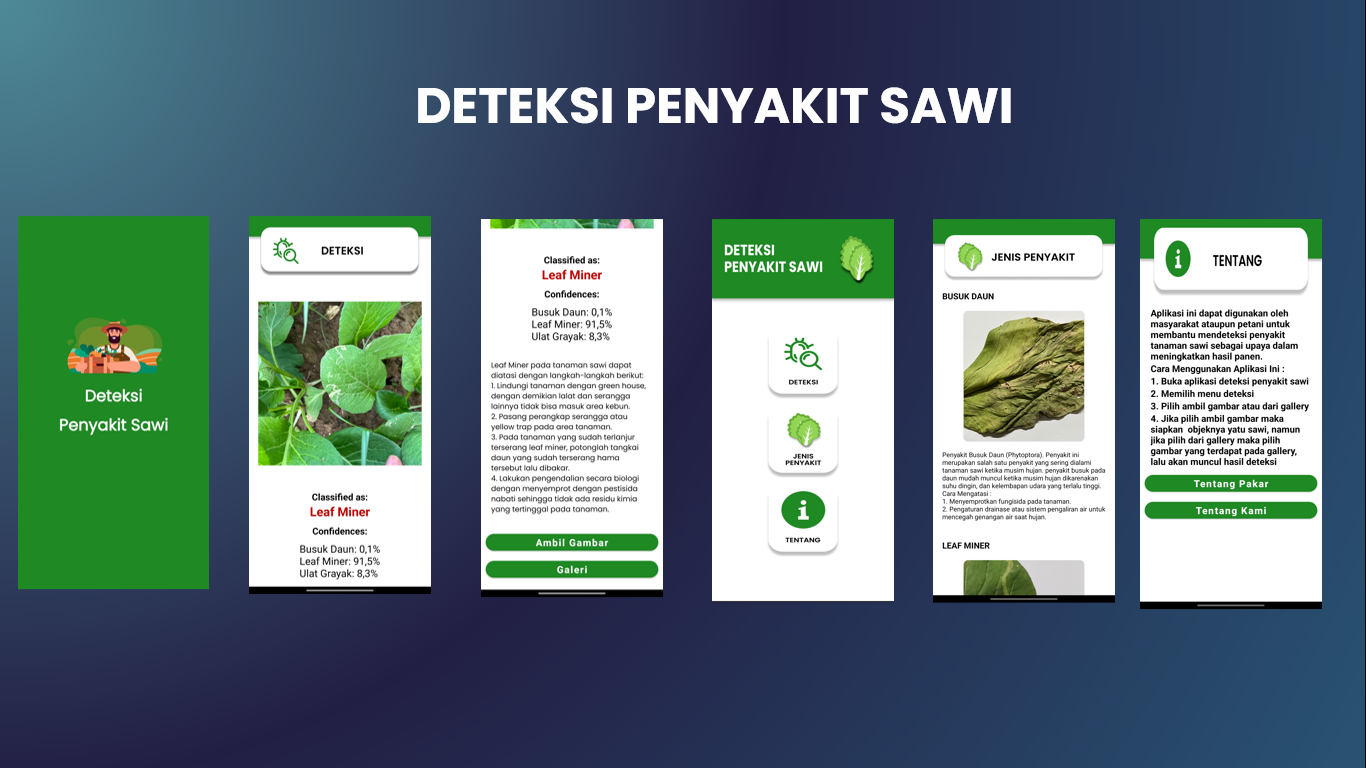 DETEKSI PENYAKIT SAWI
Deteksi
Penyakit Sawi
DETEKSI
Classified as:
Leaf Miner
Confidences:
Busuk Daun: 0,1%
Leaf Miner: 91,5%
Ulat Grayak: 8,3%
Classified as:
Leaf Miner
Confidences:
Busuk Daun: 0,1%
Leaf Miner: 91,5%
Ulat Grayak: 8,3%
Leaf Miner pada tanaman sawi dapat
diatasi dengan langkah-langkah berikut:
1. Lindungi tanaman dengan green house,
dengan demikian lalat dan serangga
lainnya tidak bisa masuk area kebun.
2. Pasang perangkap serangga atau
yellow trap pada area tanaman.
3. Pada tanaman yang sudah terlanjur
terserang leaf miner, potonglah tangkai
daun yang sudah terserang hama
tersebut lalu dibakar.
4. Lakukan pengendalian secara biologi
dengan menyemprot dengan pestisida
nabati sehingga tidak ada residu kimia
yang tertinggal pada tanaman.
Ambil Gambar
Galeri
DETEKSI
PENYAKIT SAWI
DETEKSI
JENIS
PENYAKIT
TENTANG
JENIS PENYAKIT
BUSUK DAUN
Penyakit Busuk Daun (Phytoptora). Penyakit ini
merupakan salah satu penyakit yang sering dialami
tanaman sawi ketika musim hujan. penyakit busuk pada
daun mudah muncul ketika musim hujan dikarenakan
suhu dingin, dan kelembapan udara yang terlalu tinggi.
Cara Mengatasi :
1. Menyemprotkan fungisida pada tanaman.
2. Pengaturan drainase atau sistem pengaliran air untuk
mencegah genangan air saat hujan.
LEAF MINER
TENTANG
Aplikasi ini dapat digunakan oleh
masyarakat ataupun petani untuk
membantu mendeteksi penyakit
tanaman sawi sebagai upaya dalam
meningkatkan hasil panen.
Cara Menggunakan Aplikasi Ini :
1. Buka aplikasi deteksi penyakit sawi
2. Memilih menu deteksi
3. Pilih ambil gambar atau dari gallery
4. Jika pilih ambil gambar maka
siapkan objeknya yatu sawi, namun
jika pilih dari gallery maka pilih
gambar yang terdapat pada gallery,
lalu akan muncul hasil deteksi
Tentang Pakar
Tentang Kami